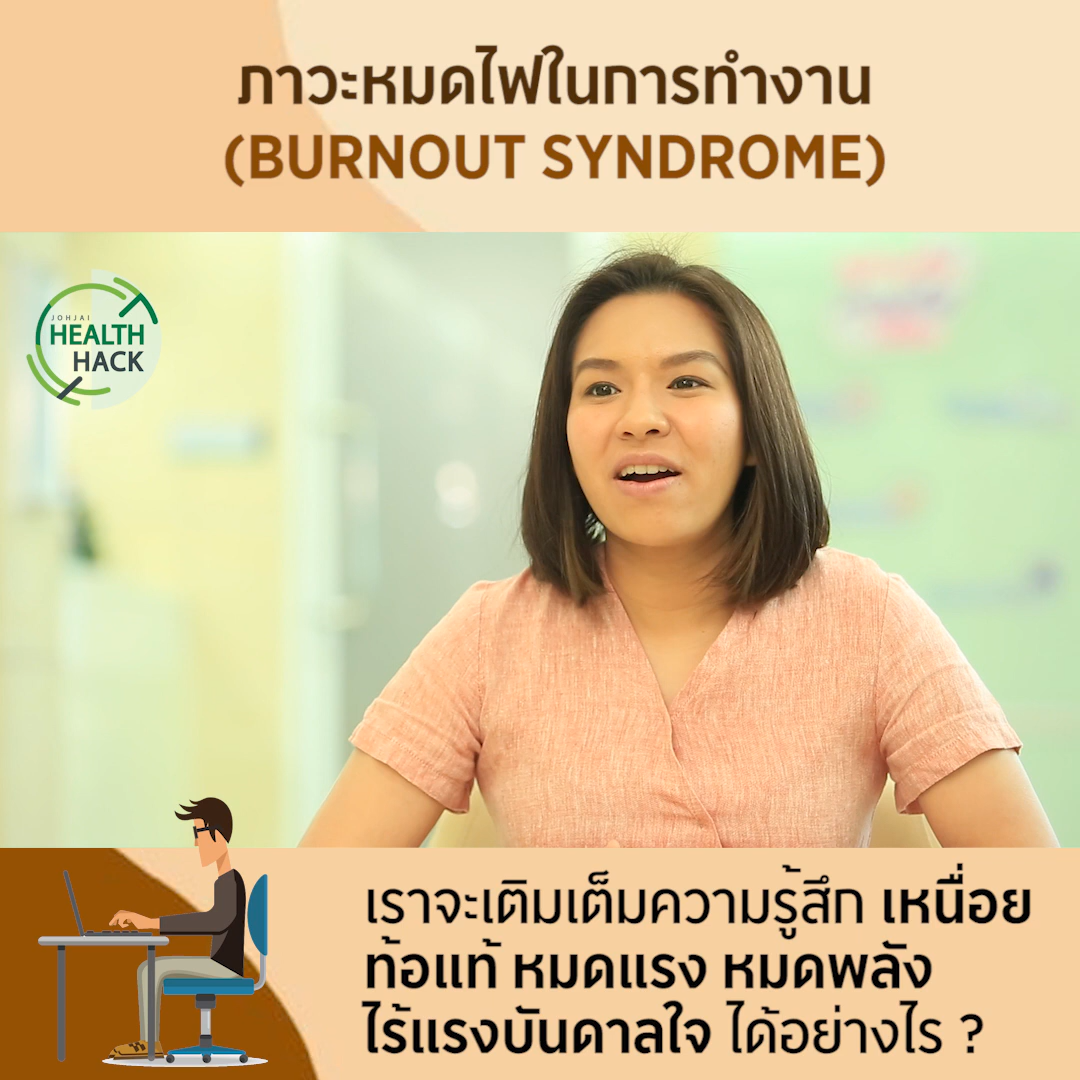 ภาวะหมดไฟในการทำงาน
(BURNOUT SYNDROME)
JOHJAI
HEALTH
HACK
เราจะเติมเต็มความรู้สึก เหนื่อย
ท้อแท้ หมดแรง หมดพลัง
ไร้แรงบันดาลใจ ได้อย่างไร ?